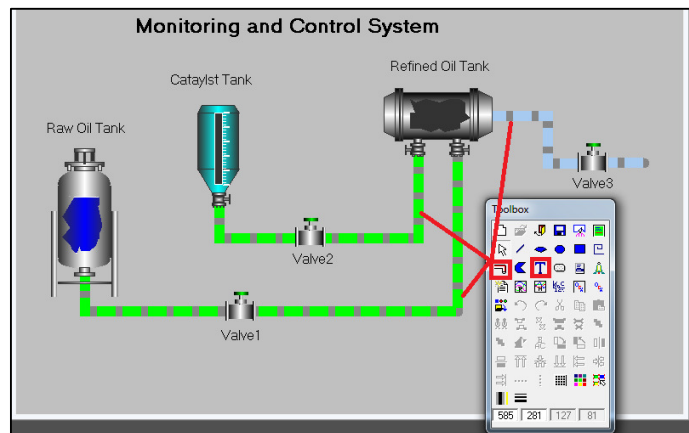 Monitoring and Control System
Refined Oil Tank
Cataylst Tank
Raw Oil Tank
Valve3
Toolbox
Valve2
T
Valve1
585 281 127 81